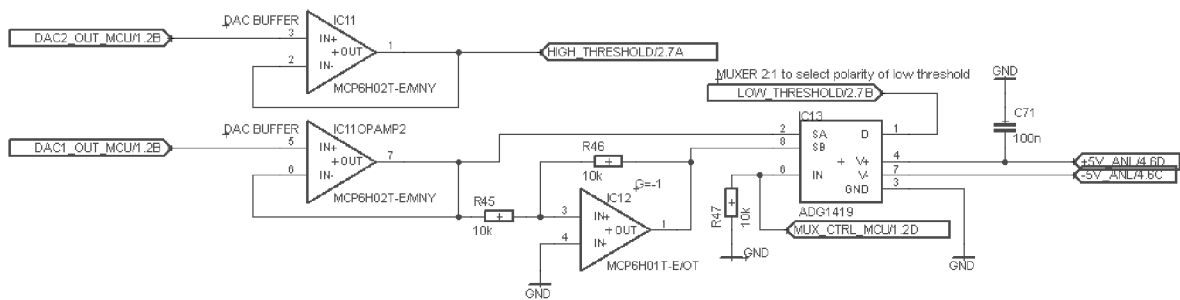 DAC BUFFER
IC11
DAC2_OUT_MCU/1.2B
3
IN+
+OUT
1
HIGH_THRESHOLD/2.7A
2
IN-
MCP6H02T-E/MNY
MUXER 2:1 to select polarity of low threshold
LOW_THRESHOLD/2.7B
GND
DAC BUFFER
IC11OPAMP2
IC13
C71
100n
DAC1_OUT_MCU/1.2B
5
IN+
+OUT
7
6
IN-
MCP6H02T-E/MNY
2
SA
D
1
8
SB
+
V+
4
+5V_ANL/4.6D
V-
7
-5V_ANL/4.6C
6
IN
GND
3
ADG1419
R46
10k
G=-1
R45
10k
IC12
3
IN+
+OUT
1
4
IN-
MCP6H01T-E/OT
GND
R47
10k
GND
MUX_CTRL_MCU/1.2D
GND